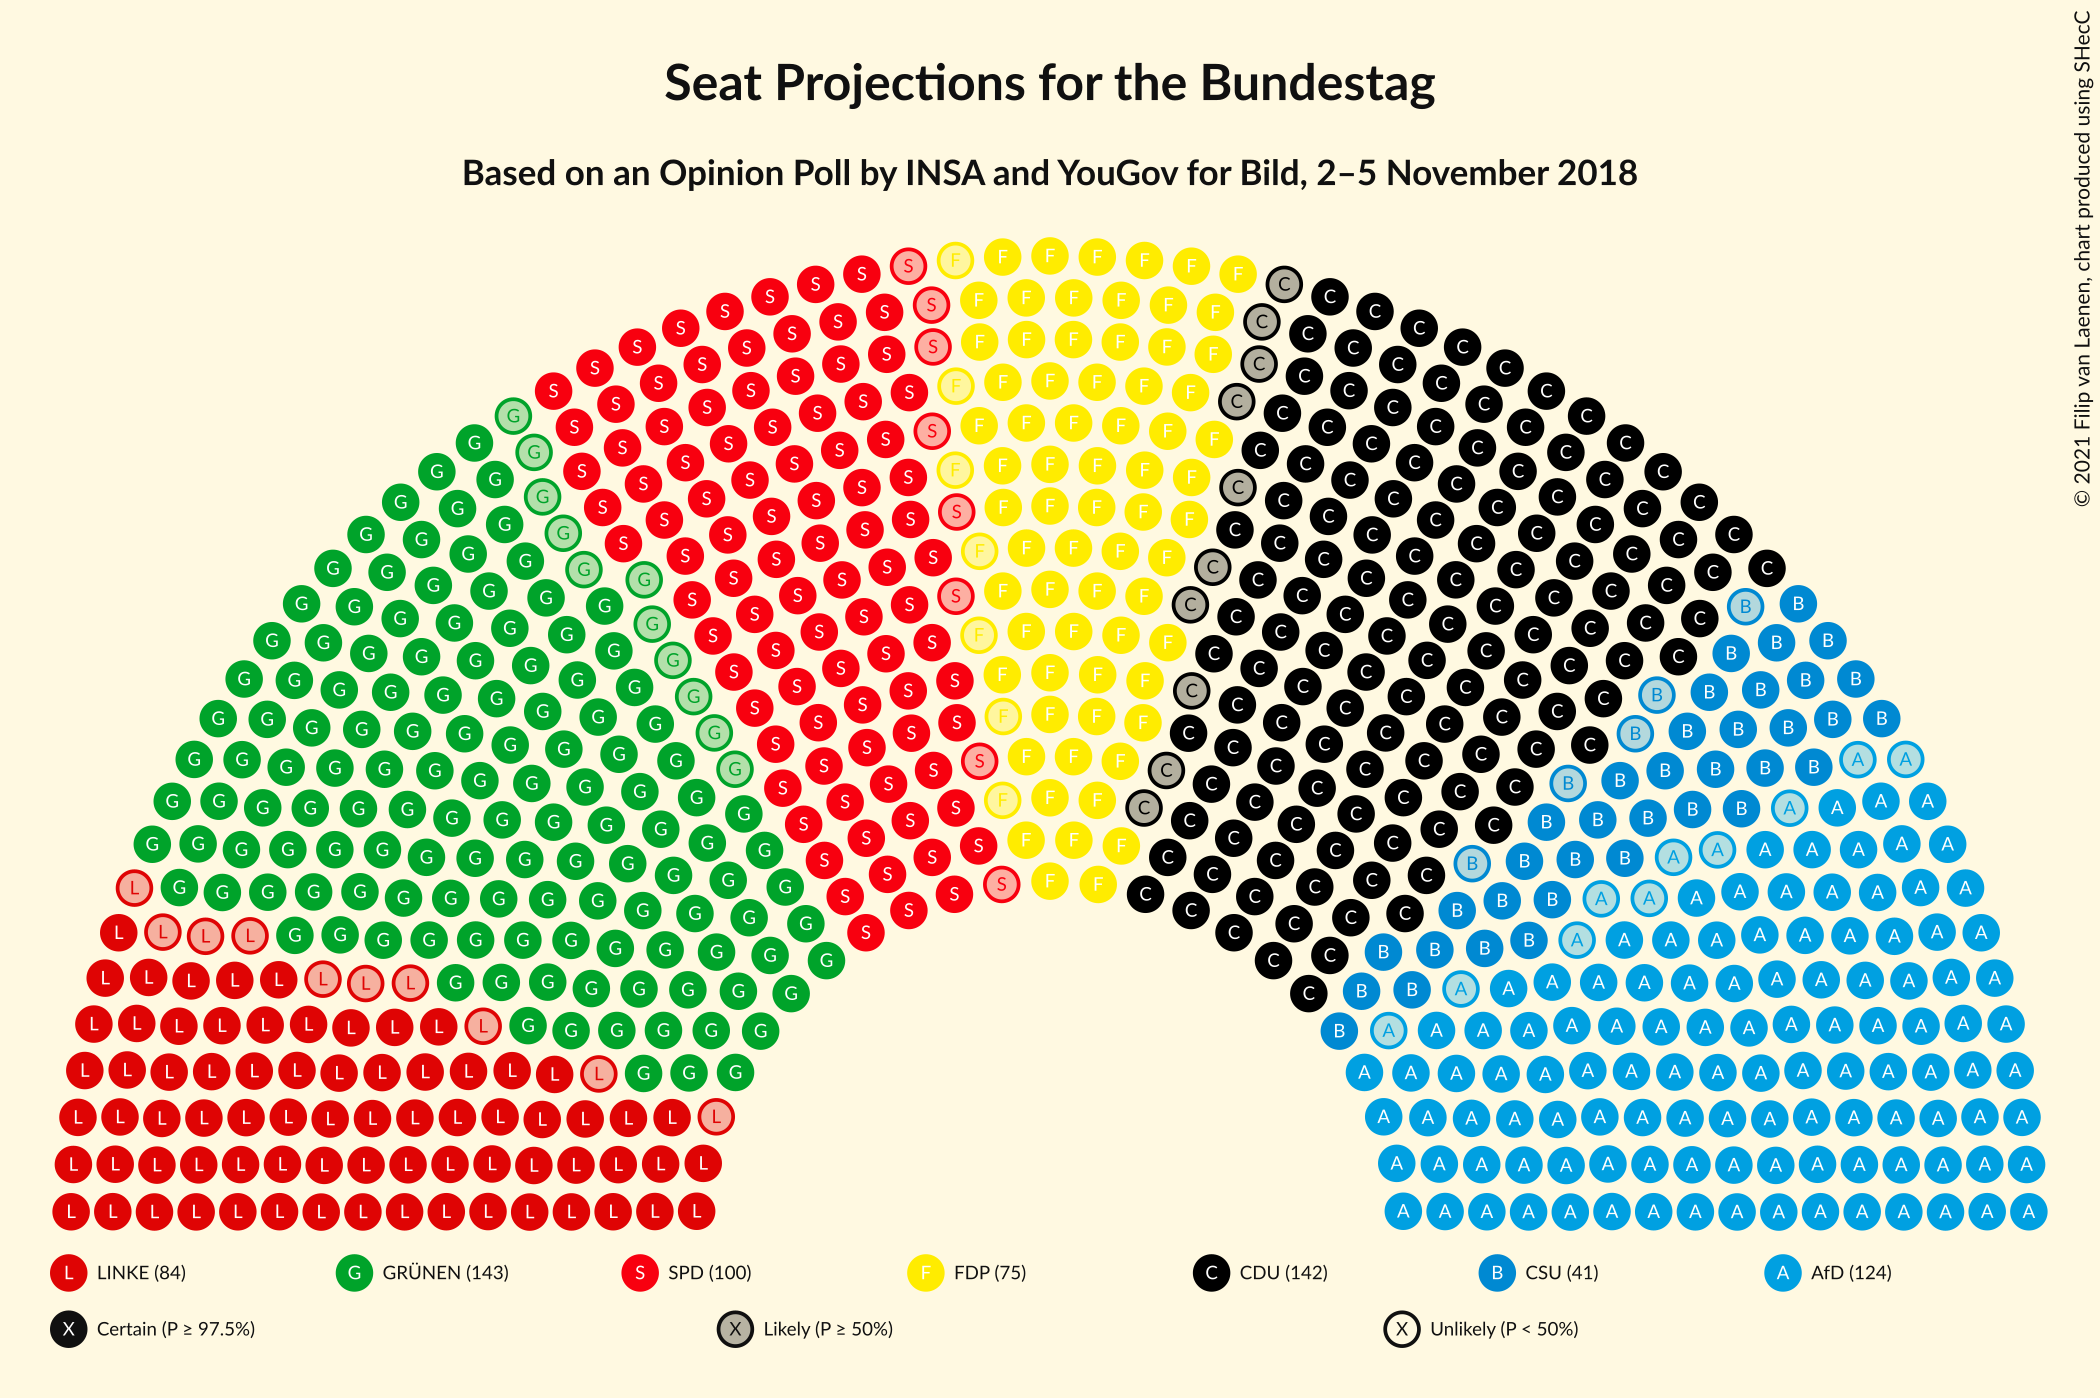 Seat Projections for the Bundestag
Based on an Opinion Poll by INSA and YouGov for Bild, 2–5 November 2018
© 2021 Filip van Laenen, chart produced using SHecC
L LINKE (84) G GRÜNEN (143) S SPD (100) F FDP (75) C CDU (142) B CSU (41) A AfD (124)
X Certain (P ≥ 97.5%) X Likely (P ≥ 50%) X Unlikely (P < 50%)